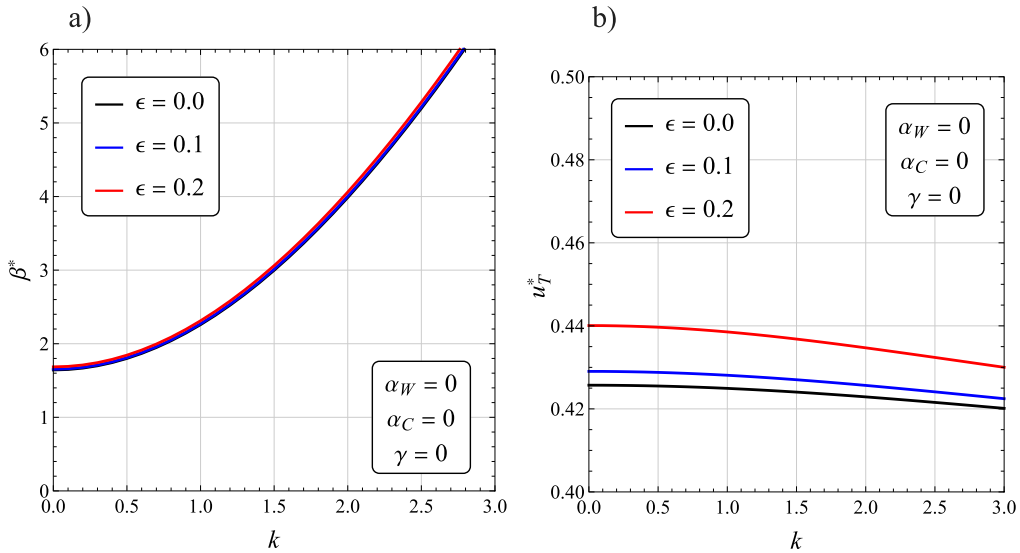 a)
6
5
4
3
2
1
0
β*
ϵ = 0.0
ϵ = 0.1
ϵ = 0.2
α_W = 0
α_C = 0
γ = 0
0.0 0.5 1.0 1.5 2.0 2.5 3.0
k
b)
0.50
0.48
0.46
0.44
0.42
0.40
u*_T
ϵ = 0.0
ϵ = 0.1
ϵ = 0.2
α_W = 0
α_C = 0
γ = 0
0.0 0.5 1.0 1.5 2.0 2.5 3.0
k